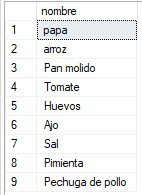 nombre
1 papa
2 arroz
3 Pan molido
4 Tomate
5 Huevos
6 Ajo
7 Sal
8 Pimienta
9 Pechuga de pollo